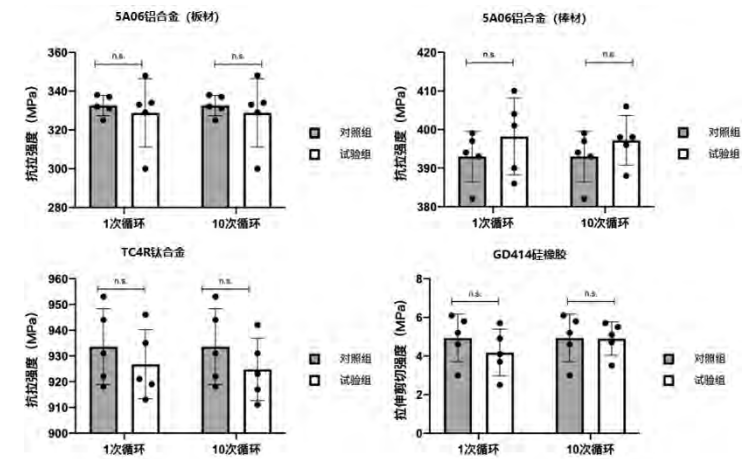 5A06铝合金（板材）
抗拉强度（MPa）
360
340
320
300
280
n.s.
n.s.
1次循环
10次循环
对照组
试验组
5A06铝合金（棒材）
抗拉强度（MPa）
420
410
400
390
380
n.s.
n.s.
1次循环
10次循环
对照组
试验组
TC4R钛合金
抗拉强度（MPa）
960
950
940
930
920
910
900
n.s.
n.s.
1次循环
10次循环
对照组
试验组
GD414硅橡胶
拉伸剪切强度（MPa）
8
6
4
2
0
n.s.
n.s.
1次循环
10次循环
对照组
试验组